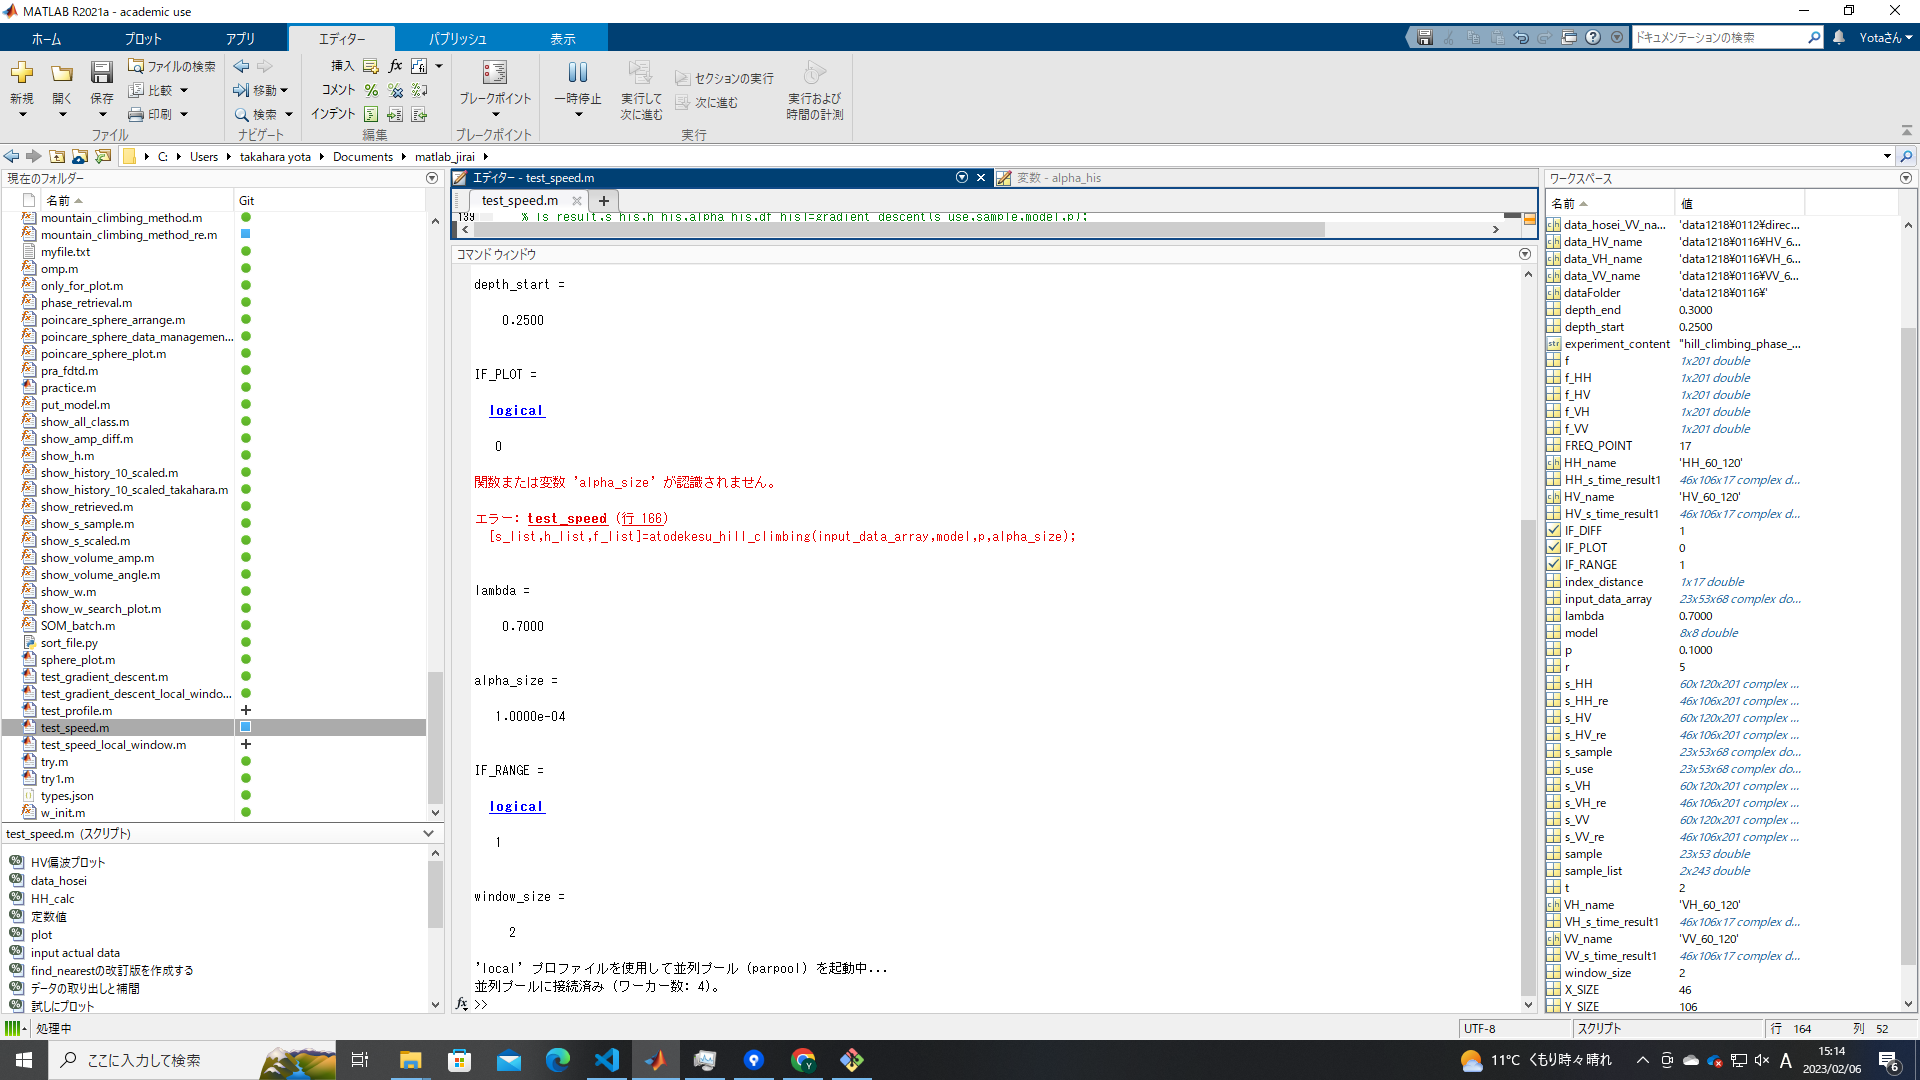 MATLAB R2021a - academic use
ホーム プロット アプリ エディター パブリッシュ 表示
ドキュメンテーションの検索
Yotaさん
新規
開く
保存
ファイルの検索
比較
印刷
ファイル
移動
検索
ナビゲート
挿入 fx
コメント
インデント
編集
ブレークポイント
ブレークポイント
一時停止
実行して
次に進む
セクションの実行
次に進む
実行および
時間の計測
実行
C: Users takahara yota Documents matlab_jirai
現在のフォルダー
名前 Git
mountain_climbing_method.m
mountain_climbing_method_re.m
myfile.txt
omp.m
only_for_plot.m
phase_retrieval.m
poincare_sphere_arrange.m
poincare_sphere_data_managemen...
poincare_sphere_plot.m
pra_fdtd.m
practice.m
put_model.m
show_all_class.m
show_amp_diff.m
show_h.m
show_history_10_scaled.m
show_history_10_scaled_takahara.m
show_retrieved.m
show_s_sample.m
show_s_scaled.m
show_volume_amp.m
show_volume_angle.m
show_w.m
show_w_search_plot.m
SOM_batch.m
sort_file.py
sphere_plot.m
test_gradient_descent.m
test_gradient_descent_local_windo...
test_profile.m
test_speed.m
test_speed_local_window.m
try.m
try1.m
types.json
w_init.m
test_speed.m (スクリプト)
HV偏波プロット
data_hosei
HH_calc
定数値
plot
input actual data
find_nearestの改訂版を作成する
データの取り出しと補間
試しにプロット
処理中
エディター - test_speed.m
変数 - alpha_his
test_speed.m
139 % [s_result,s_his,h_his,alpha_his,df_his]=gradient_descent(s_use,sample,model,p);
コマンド ウィンドウ
depth_start =
0.2500
IF_PLOT =
logical
0
関数または変数 'alpha_size' が認識されません。
エラー: test_speed (行 166)
[s_list,h_list,f_list]=atodekesu_hill_climbing(input_data_array,model,p,alpha_size);
lambda =
0.7000
alpha_size =
1.0000e-04
IF_RANGE =
logical
1
window_size =
2
'local' プロファイルを使用して並列プール (parpool) を起動中...
並列プールに接続済み (ワーカー数: 4)。
fx >>
ワークスペース
名前 値
data_hosei_VV_na... 'data1218¥0112¥direc...
data_HV_name 'data1218¥0116¥HV_6...
data_VH_name 'data1218¥0116¥VH_6...
data_VV_name 'data1218¥0116¥VV_6...
dataFolder 'data1218¥0116¥'
depth_end 0.3000
depth_start 0.2500
experiment_content "hill_climbing_phase_...
f 1x201 double
f_HH 1x201 double
f_HV 1x201 double
f_VH 1x201 double
f_VV 1x201 double
FREQ_POINT 17
HH_name 'HH_60_120'
HH_s_time_result1 46x106x17 complex d...
HV_name 'HV_60_120'
HV_s_time_result1 46x106x17 complex d...
IF_DIFF 1
IF_PLOT 0
IF_RANGE 1
index_distance 1x17 double
input_data_array 23x53x68 complex do...
lambda 0.7000
model 8x8 double
p 0.1000
r 5
s_HH 60x120x201 complex ...
s_HH_re 46x106x201 complex ...
s_HV 60x120x201 complex ...
s_HV_re 46x106x201 complex ...
s_sample 23x53x68 complex do...
s_use 23x53x68 complex do...
s_VH 60x120x201 complex ...
s_VH_re 46x106x201 complex ...
s_VV 60x120x201 complex ...
s_VV_re 46x106x201 complex ...
sample 23x53 double
sample_list 2x243 double
t 2
VH_name 'VH_60_120'
VH_s_time_result1 46x106x17 complex d...
VV_name 'VV_60_120'
VV_s_time_result1 46x106x17 complex d...
window_size 2
X_SIZE 46
Y_SIZE 106
UTF-8 スクリプト 行 164 列 52
ここに入力して検索
11°C くもり時々晴れ
A
15:14
2023/02/06
6